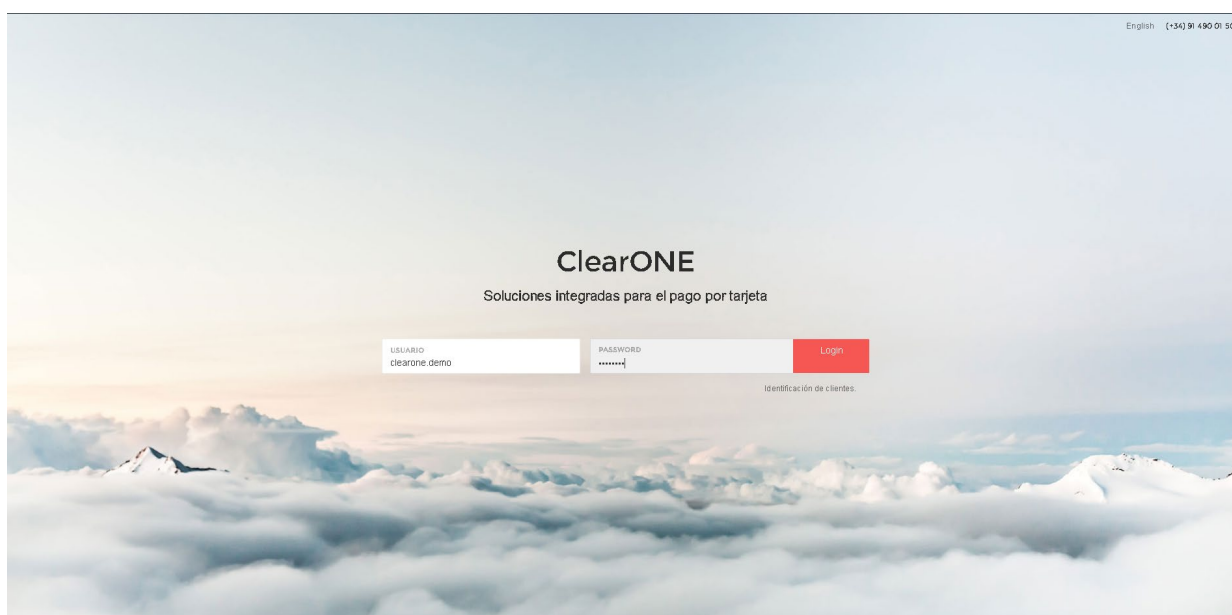 English (+34) 91 490 01 50
ClearONE
Soluciones integradas para el pago por tarjeta
USUARIO
clearone.demo
PASSWORD
••••••••
Login
Identificación de clientes.